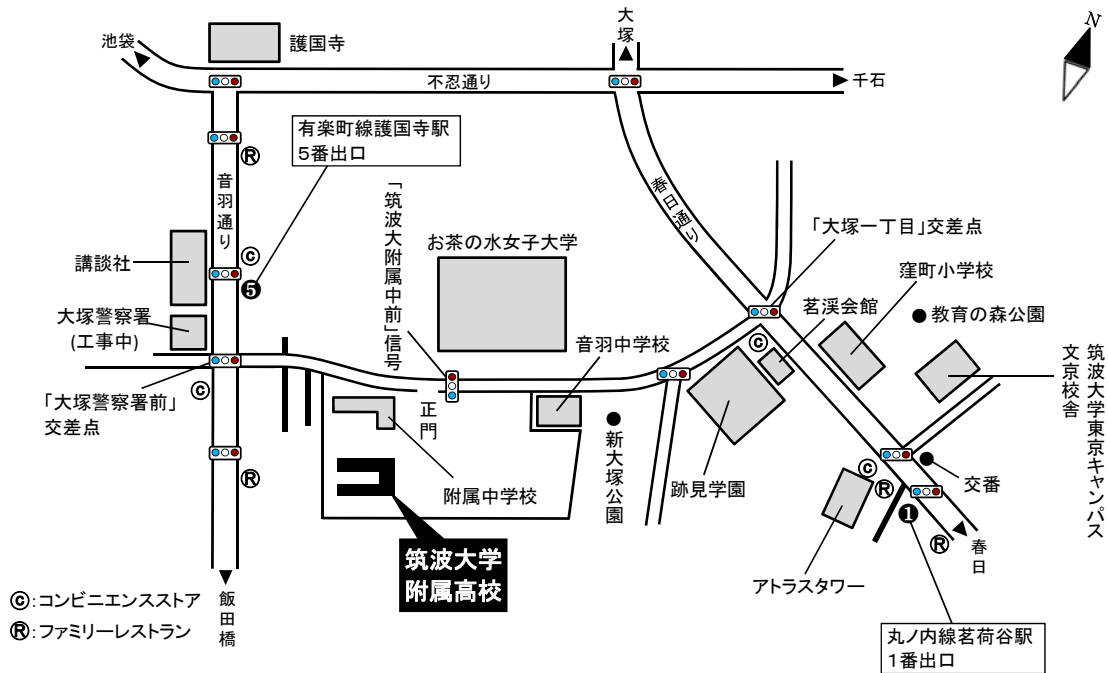 池袋
護国寺
大塚
N
不忍通り
千石
有楽町線護国寺駅
5番出口
Ⓡ
音羽通り
「筑波大附属中前」信号
春日通り
「大塚一丁目」交差点
お茶の水女子大学
窪町小学校
講談社
ⓒ
5
茗渓会館
教育の森公園
大塚警察署
(工事中)
音羽中学校
ⓒ
筑波大学東京キャンパス
文京校舎
ⓒ
「大塚警察署前」
交差点
正門
新大塚公園
Ⓡ
附属中学校
跡見学園
ⓒ
Ⓡ
交番
1
筑波大学
附属高校
アトラスタワー
Ⓡ
春日
ⓒ:コンビニエンスストア
Ⓡ:ファミリーレストラン
飯田橋
丸ノ内線茗荷谷駅
1番出口